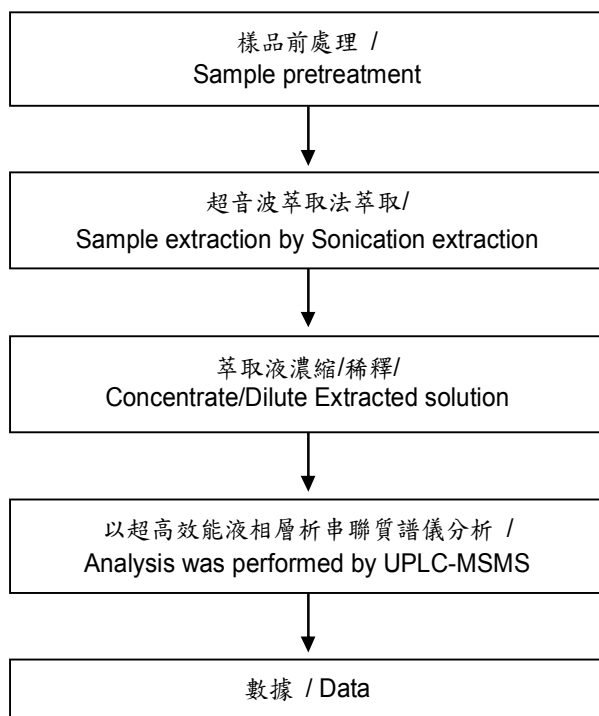 樣品前處理 /
Sample pretreatment
超音波萃取法萃取/
Sample extraction by Sonication extraction
萃取液濃縮/稀釋/
Concentrate/Dilute Extracted solution
以超高效能液相層析串聯質譜儀分析 /
Analysis was performed by UPLC-MSMS
數據 / Data